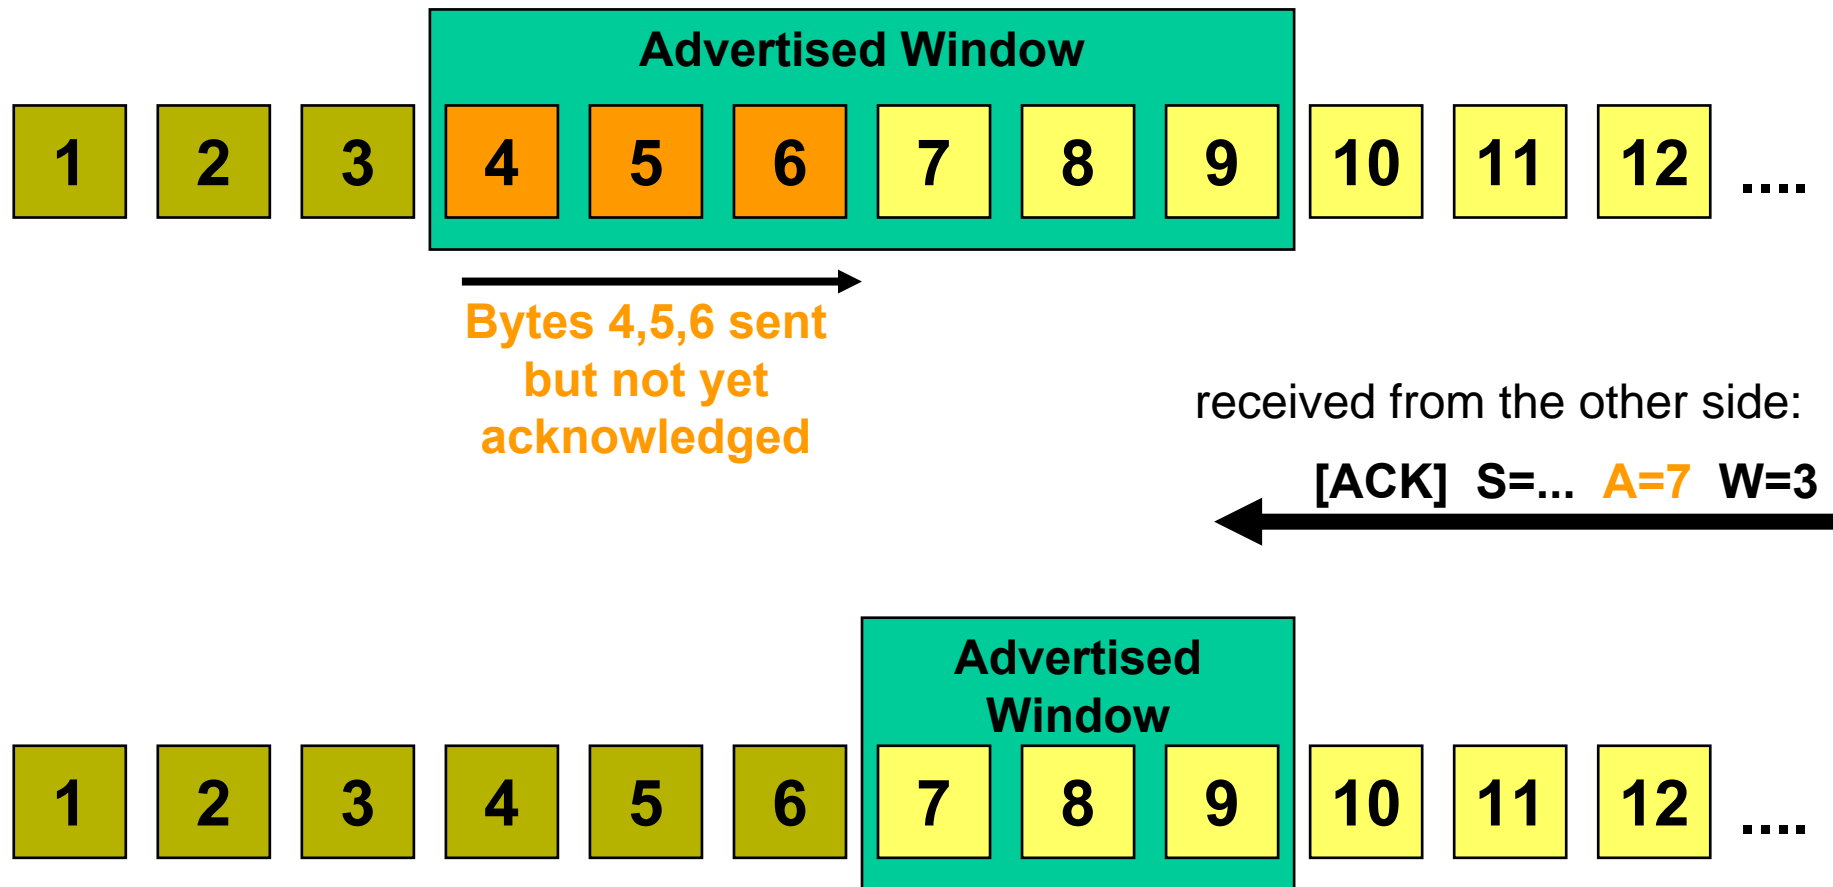 Advertised Window
1 2 3 4 5 6 7 8 9 10 11 12 ....
Bytes 4,5,6 sent
but not yet
acknowledged
received from the other side:
[ACK] S=... A=7 W=3
Advertised
Window
1 2 3 4 5 6 7 8 9 10 11 12 ....